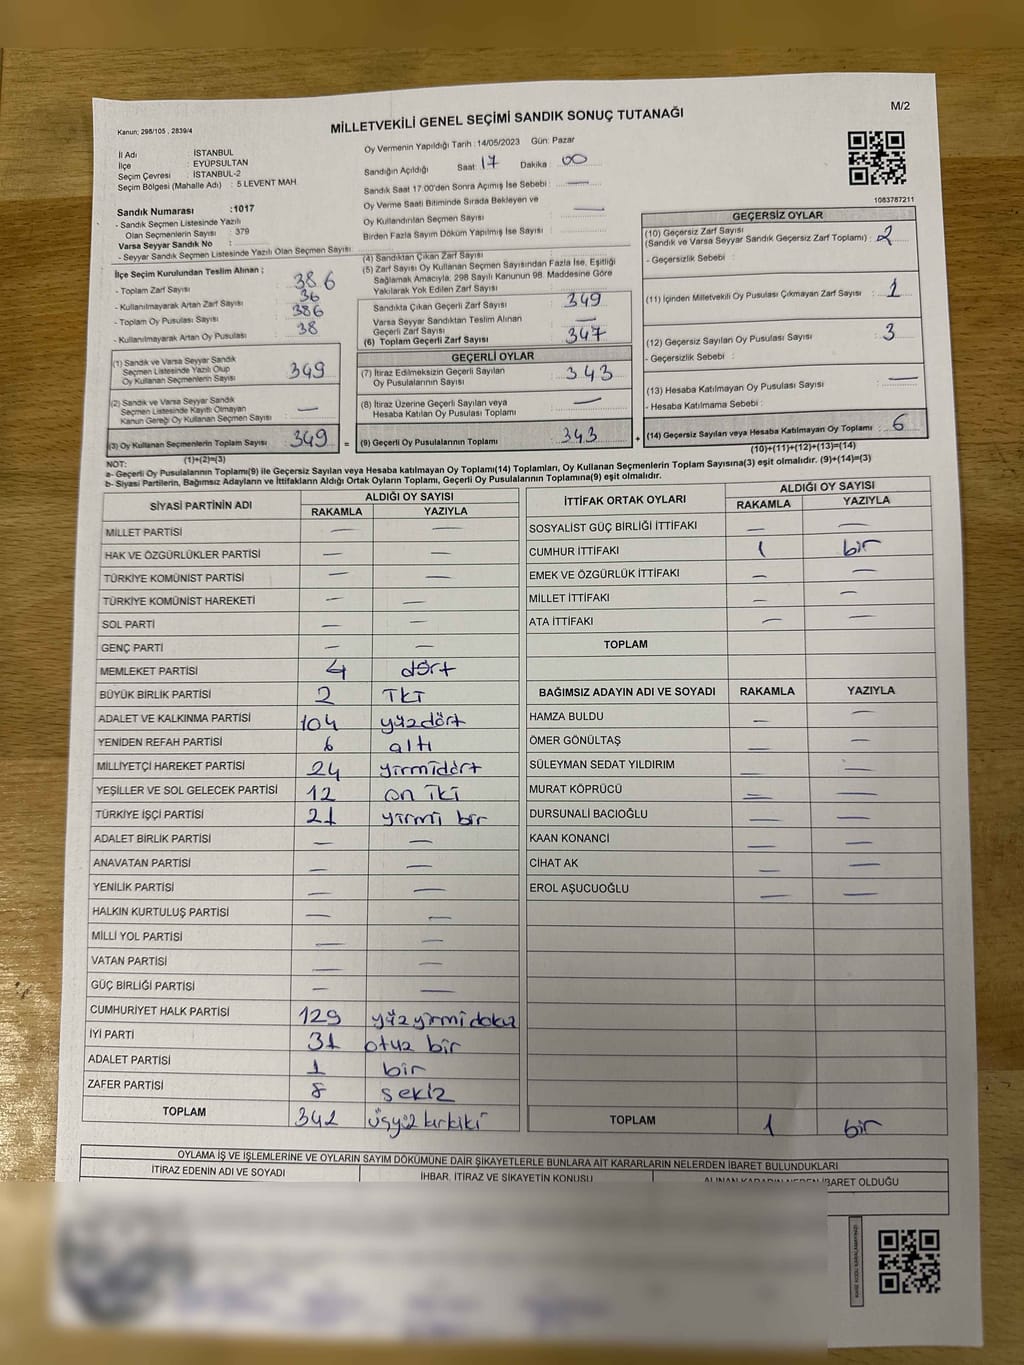 MİLLETVEKİLİ GENEL SEÇİMİ SANDIK SONUÇ TUTANAĞI
M/2
Kanun; 298/105 , 2839/4
İl Adı : İSTANBUL
İlçe : EYÜPSULTAN
Seçim Çevresi : İSTANBUL-2
Seçim Bölgesi (Mahalle Adı) : 5 LEVENT MAH
Oy Vermenin Yapıldığı Tarih : 14/05/2023 Gün: Pazar
Sandığın Açıldığı Saat : 17 Dakika : 00
Sandık Saat 17.00'den Sonra Açımış İse Sebebi : —
Oy Verme Saati Bitiminde Sırada Bekleyen ve
Oy Kullandırılan Seçmen Sayısı : —
Birden Fazla Sayım Döküm Yapılmış İse Sayısı :
1083787211
Sandık Numarası :1017
- Sandık Seçmen Listesinde Yazılı
Olan Seçmenlerin Sayısı : 379
Varsa Seyyar Sandık No :
- Seyyar Sandık Seçmen Listesinde Yazılı Olan Seçmen Sayısı :
İlçe Seçim Kurulundan Teslim Alınan ;
- Toplam Zarf Sayısı : 386
- Kullanılmayarak Artan Zarf Sayısı : 36
- Toplam Oy Pusulası Sayısı : 386
- Kullanılmayarak Artan Oy Pusulası : 38
(1) Sandık ve Varsa Seyyar Sandık
Seçmen Listesinde Yazılı Olup
Oy Kullanan Seçmenlerin Sayısı : 349
(2) Sandık ve Varsa Seyyar Sandık
Seçmen Listesinde Kayıtlı Olmayan
Kanun Gereği Oy Kullanan Seçmen Sayısı : —
(3) Oy Kullanan Seçmenlerin Toplam Sayısı : 349 =
(1)+(2)=(3)
(4) Sandıktan Çıkan Zarf Sayısı :
(5) Zarf Sayısı Oy Kullanan Seçmen Sayısından Fazla İse, Eşitliği
Sağlamak Amacıyla; 298 Sayılı Kanunun 98. Maddesine Göre
Yakılarak Yok Edilen Zarf Sayısı :
Sandıkta Çıkan Geçerli Zarf Sayısı : 349
Varsa Seyyar Sandıktan Teslim Alınan
Geçerli Zarf Sayısı : —
(6) Toplam Geçerli Zarf Sayısı : 347
GEÇERLİ OYLAR
(7) İtiraz Edilmeksizin Geçerli Sayılan
Oy Pusulalarının Sayısı : 343
(8) İtiraz Üzerine Geçerli Sayılan veya
Hesaba Katılan Oy Pusulası Toplamı : —
(9) Geçerli Oy Pusulalarının Toplamı : 343 +
GEÇERSİZ OYLAR
(10) Geçersiz Zarf Sayısı
(Sandık ve Varsa Seyyar Sandık Geçersiz Zarf Toplamı) : 2
- Geçersizlik Sebebi :
(11) İçinden Milletvekili Oy Pusulası Çıkmayan Zarf Sayısı : 1
(12) Geçersiz Sayılan Oy Pusulası Sayısı : 3
- Geçersizlik Sebebi :
(13) Hesaba Katılmayan Oy Pusulası Sayısı : —
- Hesaba Katılmama Sebebi :
(14) Geçersiz Sayılan veya Hesaba Katılmayan Oy Toplamı : 6
(10)+(11)+(12)+(13)=(14)
NOT:
a- Geçerli Oy Pusulalarının Toplamı(9) ile Geçersiz Sayılan veya Hesaba katılmayan Oy Toplamı(14) Toplamları, Oy Kullanan Seçmenlerin Toplam Sayısına(3) eşit olmalıdır. (9)+(14)=(3)
b- Siyasi Partilerin, Bağımsız Adayların ve İttifakların Aldığı Ortak Oyların Toplamı, Geçerli Oy Pusulalarının Toplamına(9) eşit olmalıdır.
SİYASİ PARTİNİN ADI ALDIĞI OY SAYISI
RAKAMLA YAZIYLA
MİLLET PARTİSİ — —
HAK VE ÖZGÜRLÜKLER PARTİSİ — —
TÜRKİYE KOMÜNİST PARTİSİ — —
TÜRKİYE KOMÜNİST HAREKETİ — —
SOL PARTİ — —
GENÇ PARTİ — —
MEMLEKET PARTİSİ 4 dört
BÜYÜK BİRLİK PARTİSİ 2 İKİ
ADALET VE KALKINMA PARTİSİ 104 yüzdört
YENİDEN REFAH PARTİSİ 6 altı
MİLLİYETÇİ HAREKET PARTİSİ 24 yirmidört
YEŞİLLER VE SOL GELECEK PARTİSİ 12 on iki
TÜRKİYE İŞÇİ PARTİSİ 21 yirmi bir
ADALET BİRLİK PARTİSİ — —
ANAVATAN PARTİSİ — —
YENİLİK PARTİSİ — —
HALKIN KURTULUŞ PARTİSİ — —
MİLLİ YOL PARTİSİ — —
VATAN PARTİSİ — —
GÜÇ BİRLİĞİ PARTİSİ — —
CUMHURİYET HALK PARTİSİ 129 yüzyirmidokuz
İYİ PARTİ 31 otuz bir
ADALET PARTİSİ 1 bir
ZAFER PARTİSİ 8 sekiz
TOPLAM 342 üçyüz kırkiki
İTTİFAK ORTAK OYLARI ALDIĞI OY SAYISI
RAKAMLA YAZIYLA
SOSYALİST GÜÇ BİRLİĞİ İTTİFAKI — —
CUMHUR İTTİFAKI 1 bir
EMEK VE ÖZGÜRLÜK İTTİFAKI — —
MİLLET İTTİFAKI — —
ATA İTTİFAKI — —
TOPLAM
BAĞIMSIZ ADAYIN ADI VE SOYADI RAKAMLA YAZIYLA
HAMZA BULDU — —
ÖMER GÖNÜLTAŞ — —
SÜLEYMAN SEDAT YILDIRIM — —
MURAT KÖPRÜCÜ — —
DURSUNALİ BACIOĞLU — —
KAAN KONANCI — —
CİHAT AK — —
EROL AŞUCUOĞLU — —
TOPLAM 1 bir
OYLAMA İŞ VE İŞLEMLERİNE VE OYLARIN SAYIM DÖKÜMÜNE DAİR ŞİKAYETLERLE BUNLARA AİT KARARLARIN NELERDEN İBARET BULUNDUKLARI
İTİRAZ EDENİN ADI VE SOYADI İHBAR, İTİRAZ VE ŞİKAYETİN KONUSU ALINAN KARARIN NEDEN İBARET OLDUĞU